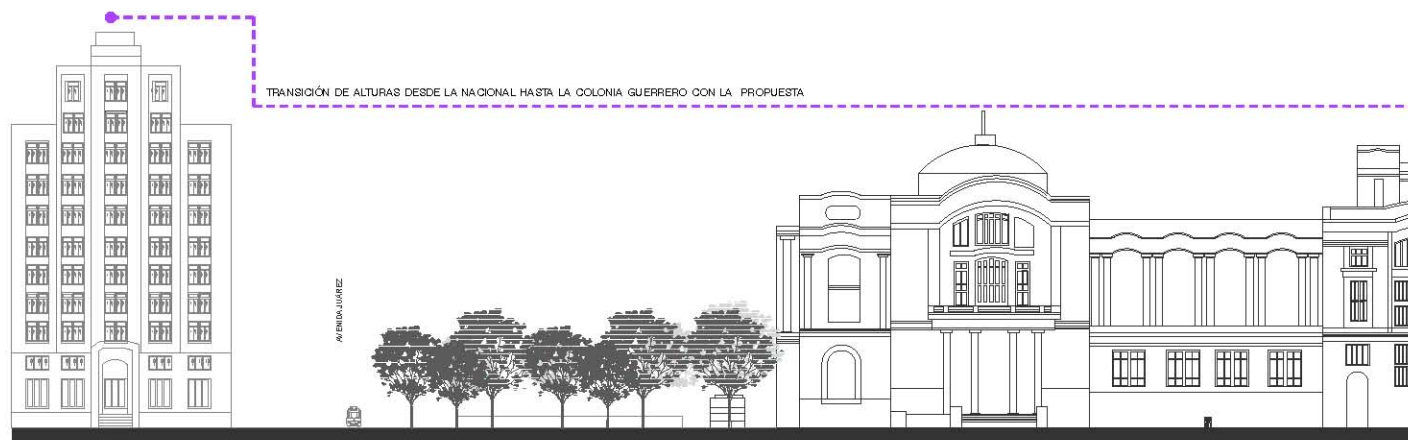 TRANSICIÓN DE ALTURAS DESDE LA NACIONAL HASTA LA COLONIA GUERRERO CON LA PROPUESTA
AVENIDA JUÁREZ